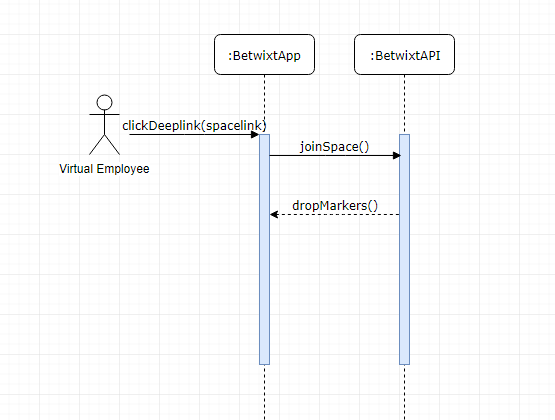 :BetwixtApp
:BetwixtAPI
clickDeeplink(spacelink)
joinSpace()
Virtual Employee
dropMarkers()